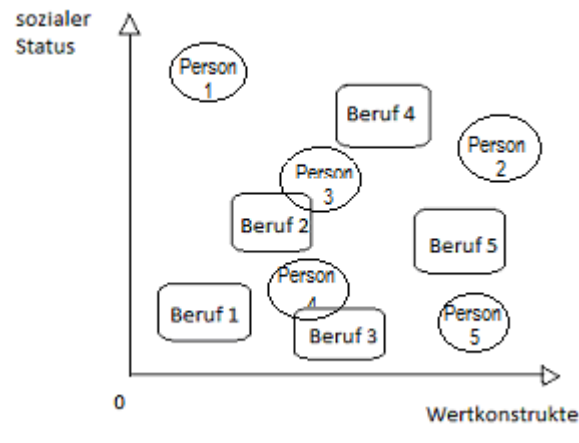 sozialer
Status
Person
1
Beruf 4
Person
2
Person
3
Beruf 2
Beruf 5
Person
4
Beruf 1
Person
5
Beruf 3
0
Wertkonstrukte